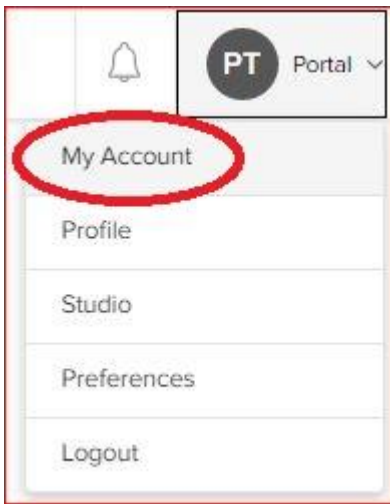 PT Portal
My Account
Profile
Studio
Preferences
Logout